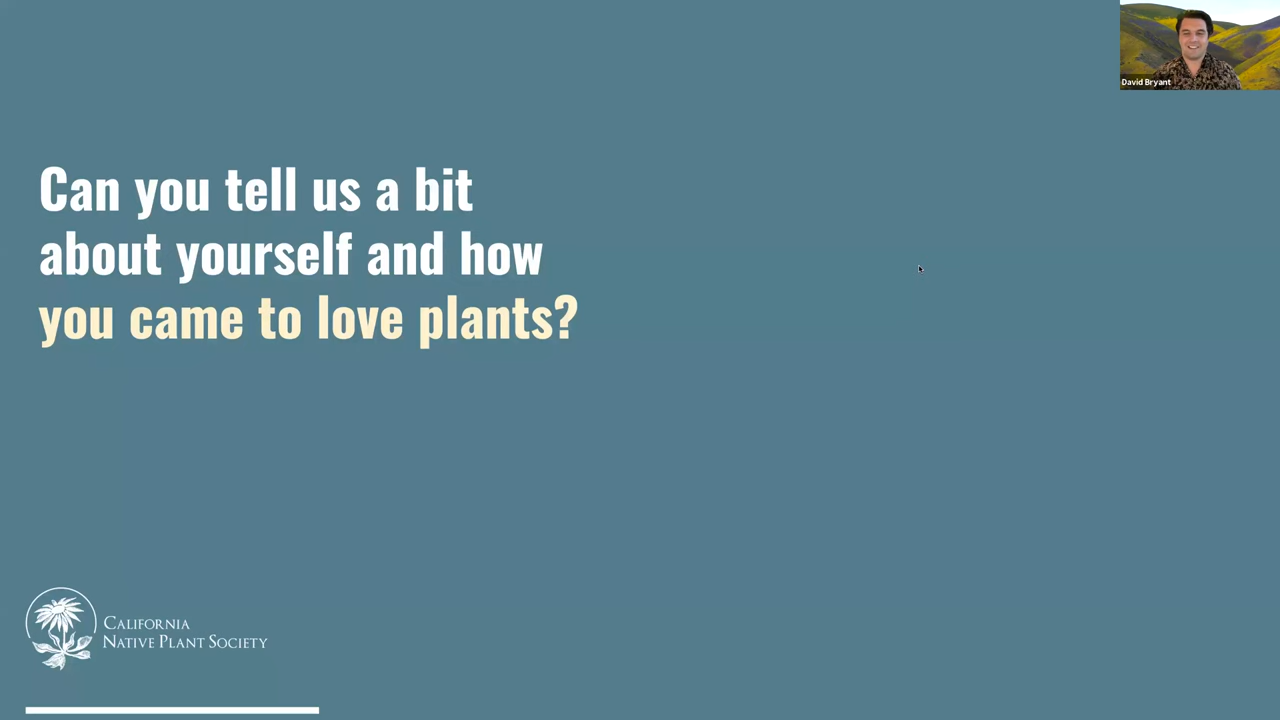 David Bryant
Can you tell us a bit
about yourself and how
you came to love plants?
CALIFORNIA
NATIVE PLANT SOCIETY